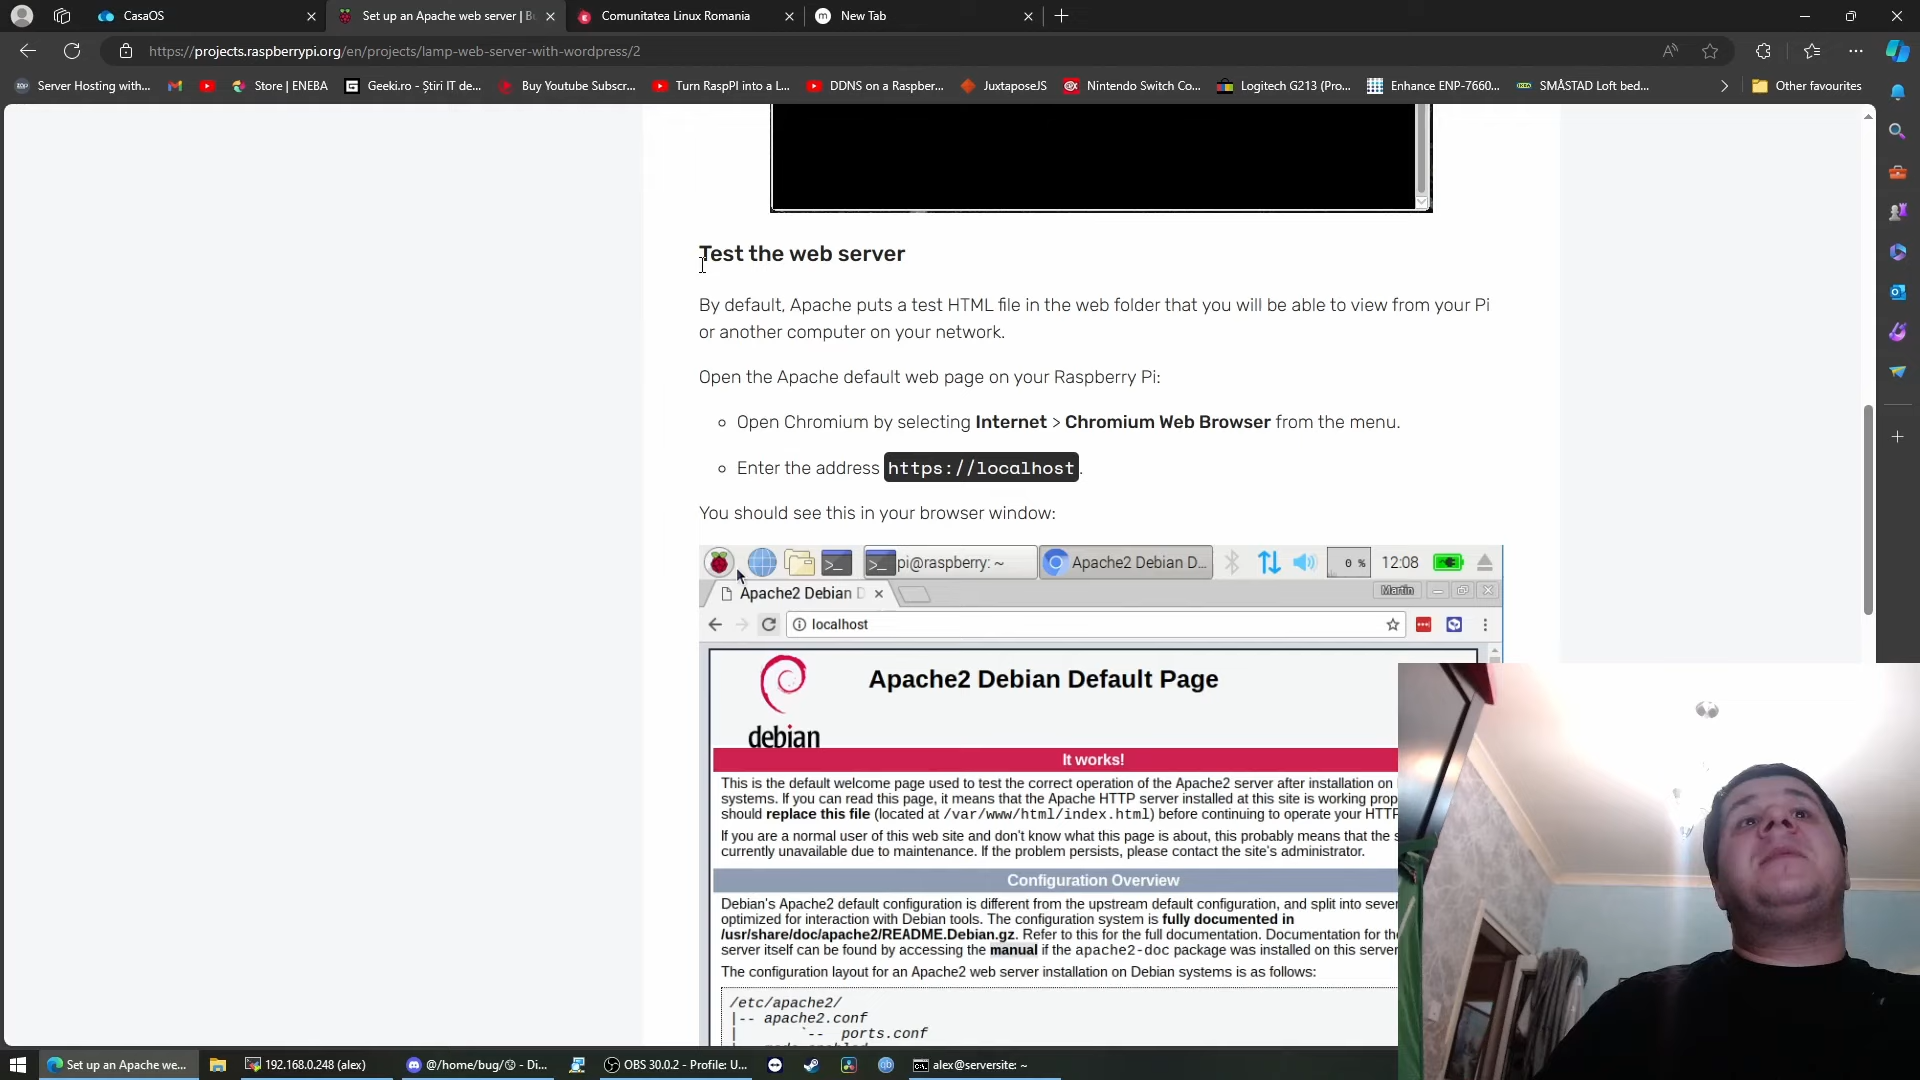 CasaOS
Set up an Apache web server | B
Comunitatea Linux Romania
New Tab
https://projects.raspberrypi.org/en/projects/lamp-web-server-with-wordpress/2
Server Hosting with...
Store | ENEBA
Geeki.ro - Știri IT de...
Buy Youtube Subscr...
Turn RaspPI into a L...
DDNS on a Raspber...
JuxtaposeJS
Nintendo Switch Co...
Logitech G213 (Pro...
Enhance ENP-7660...
SMÅSTAD Loft bed...
Other favourites
Test the web server
By default, Apache puts a test HTML file in the web folder that you will be able to view from your Pi
or another computer on your network.
Open the Apache default web page on your Raspberry Pi:
Open Chromium by selecting Internet > Chromium Web Browser from the menu.
Enter the address https://localhost.
You should see this in your browser window:
pi@raspberry: ~
Apache2 Debian D...
0 %
12:08
Apache2 Debian D
Martin
localhost
debian
Apache2 Debian Default Page
It works!
This is the default welcome page used to test the correct operation of the Apache2 server after installation on
systems. If you can read this page, it means that the Apache HTTP server installed at this site is working prop
should replace this file (located at /var/www/html/index.html) before continuing to operate your HTTP
If you are a normal user of this web site and don't know what this page is about, this probably means that the s
currently unavailable due to maintenance. If the problem persists, please contact the site's administrator.
Configuration Overview
Debian's Apache2 default configuration is different from the upstream default configuration, and split into sever
optimized for interaction with Debian tools. The configuration system is fully documented in
/usr/share/doc/apache2/README.Debian.gz. Refer to this for the full documentation. Documentation for the
server itself can be found by accessing the manual if the apache2-doc package was installed on this server
The configuration layout for an Apache2 web server installation on Debian systems is as follows:
/etc/apache2/
|-- apache2.conf
|       `--  ports.conf
Set up an Apache we...
192.168.0.248 (alex)
@/home/bug/ - Di...
OBS 30.0.2 - Profile: U...
alex@serversite: ~